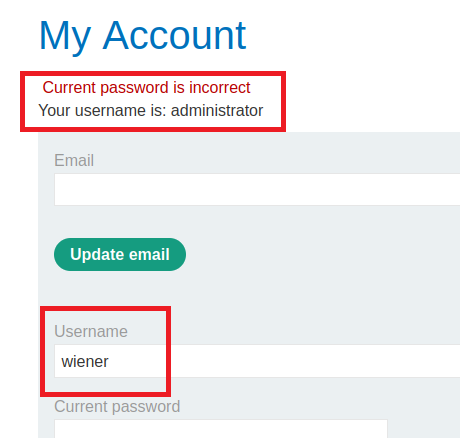 My Account
Current password is incorrect
Your username is: administrator
Email
Update email
Username
wiener
Current password